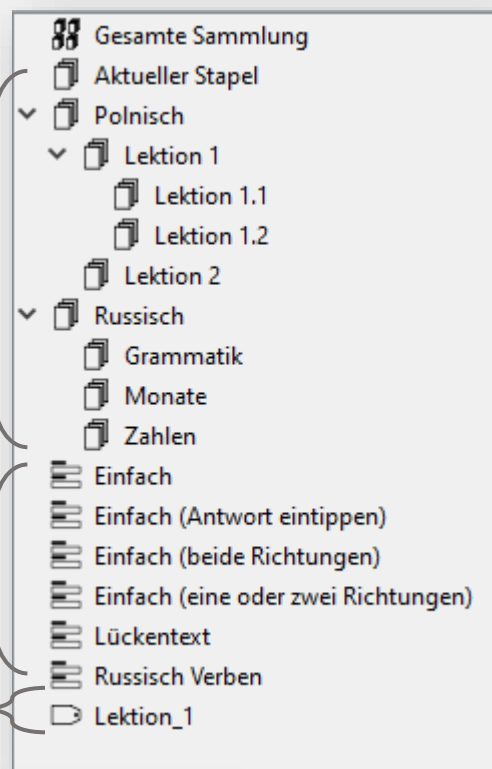 Gesamte Sammlung
Aktueller Stapel
Polnisch
Lektion 1
Lektion 1.1
Lektion 1.2
Lektion 2
Russisch
Grammatik
Monate
Zahlen
Einfach
Einfach (Antwort eintippen)
Einfach (beide Richtungen)
Einfach (eine oder zwei Richtungen)
Lückentext
Russisch Verben
Lektion_1